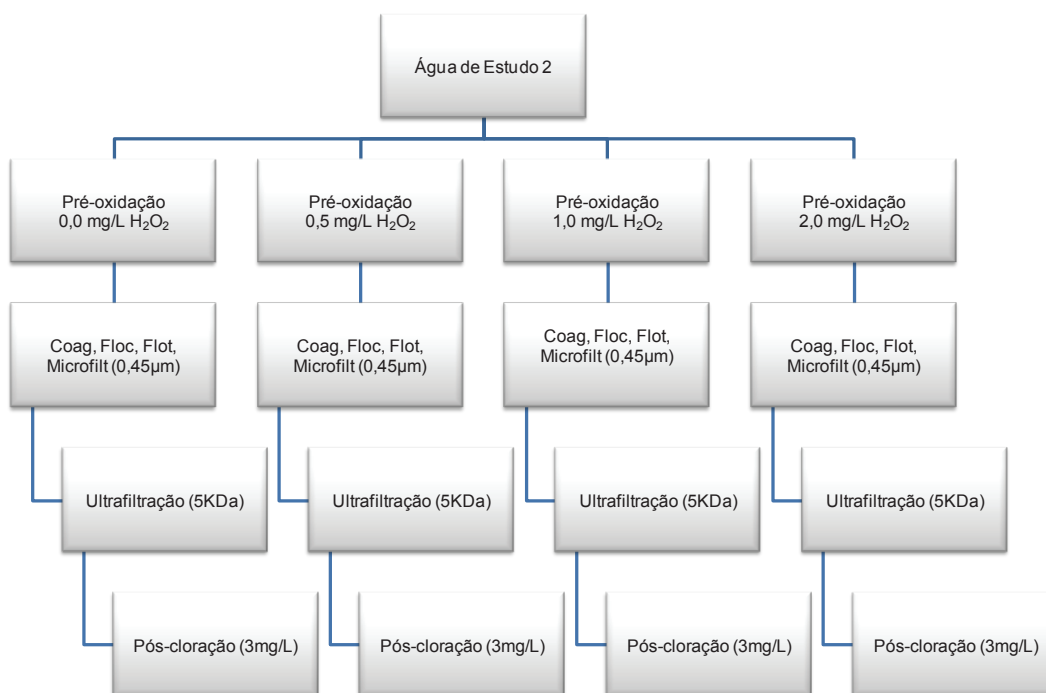 Água de Estudo 2
Pré-oxidação
0,0 mg/L H₂O₂
Pré-oxidação
0,5 mg/L H₂O₂
Pré-oxidação
1,0 mg/L H₂O₂
Pré-oxidação
2,0 mg/L H₂O₂
Coag, Floc, Flot,
Microfilt (0,45µm)
Coag, Floc, Flot,
Microfilt (0,45µm)
Coag, Floc, Flot,
Microfilt (0,45µm)
Coag, Floc, Flot,
Microfilt (0,45µm)
Ultrafiltração (5KDa)
Ultrafiltração (5KDa)
Ultrafiltração (5KDa)
Ultrafiltração (5KDa)
Pós-cloração (3mg/L)
Pós-cloração (3mg/L)
Pós-cloração (3mg/L)
Pós-cloração (3mg/L)